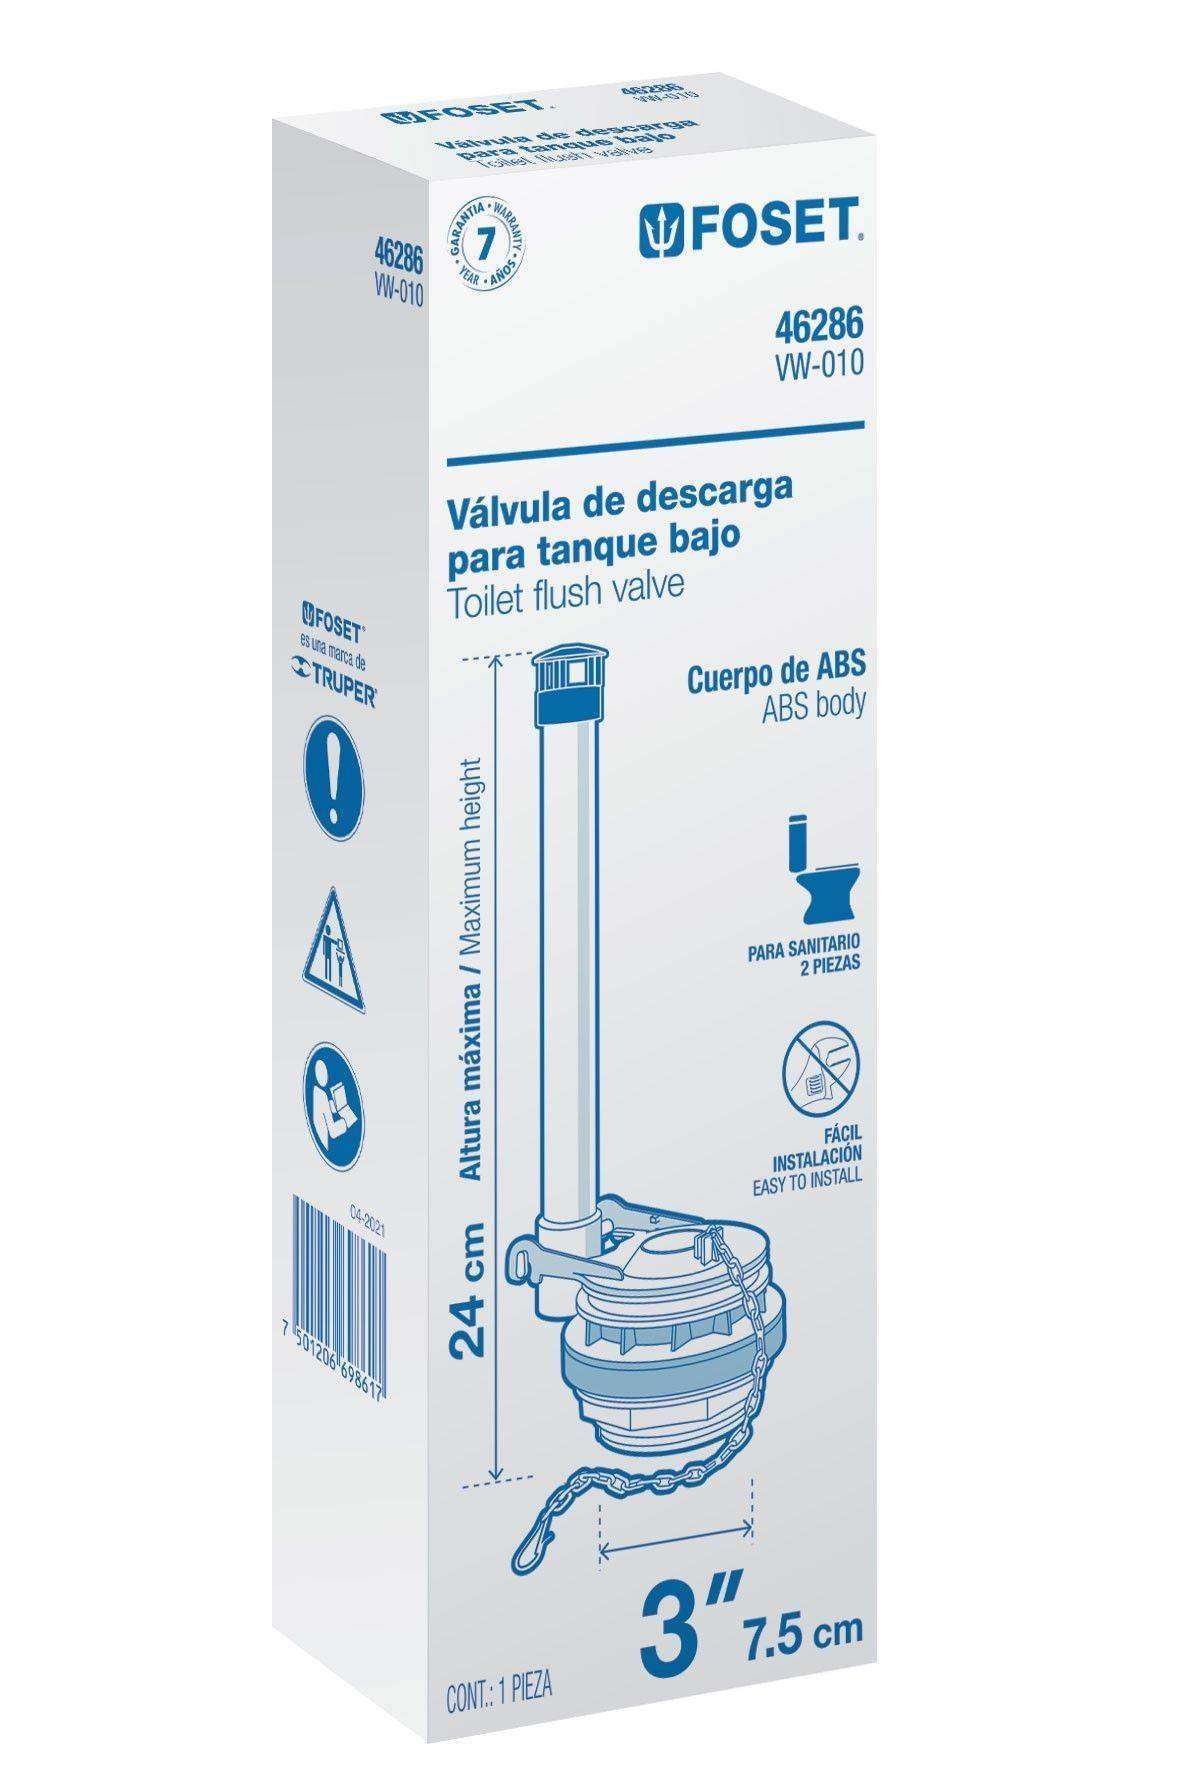 FOSET
46286
VW-010
Válvula de descarga
para tanque bajo
Toilet flush valve
46286
VW-010
GARANTIA • WARRANTY
7
YEAR • AÑOS
FOSET®
46286
VW-010
Válvula de descarga
para tanque bajo
Toilet flush valve
Cuerpo de ABS
ABS body
Altura máxima / Maximum height
24 cm
PARA SANITARIO
2 PIEZAS
FÁCIL
INSTALACIÓN
EASY TO INSTALL
3” 7.5 cm
CONT.: 1 PIEZA
FOSET®
es una marca de
TRUPER®
04-2021
7 501206 698617